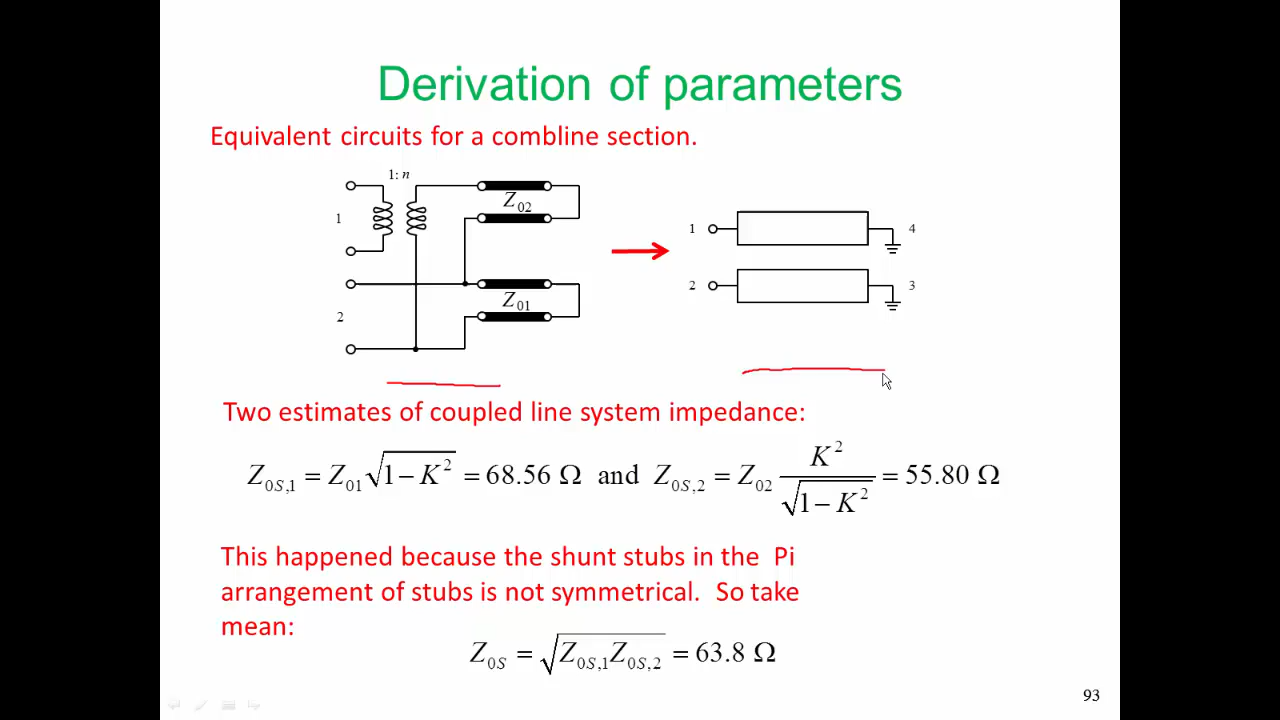 Derivation of parameters
Equivalent circuits for a combline section.
1: n
1
2
Z02
Z01
1
4
2
3
Two estimates of coupled line system impedance:
Z0S,1 = Z01 √(1 − K²) = 68.56 Ω and Z0S,2 = Z02 K² / √(1 − K²) = 55.80 Ω
This happened because the shunt stubs in the Pi
arrangement of stubs is not symmetrical. So take
mean:
Z0S = √(Z0S,1Z0S,2) = 63.8 Ω
93